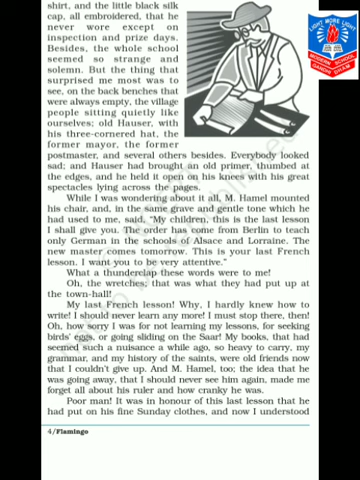 shirt, and the little black silk
cap, all embroidered, that he
never wore except on
inspection and prize days.
Besides, the whole school
seemed so strange and
solemn. But the thing that
surprised me most was to
see, on the back benches that
were always empty, the village
people sitting quietly like
ourselves; old Hauser, with
his three-cornered hat, the
former mayor, the former
postmaster, and several others besides. Everybody looked
sad; and Hauser had brought an old primer, thumbed at
the edges, and he held it open on his knees with his great
spectacles lying across the pages.
While I was wondering about it all, M. Hamel mounted
his chair, and, in the same grave and gentle tone which he
had used to me, said, “My children, this is the last lesson
I shall give you. The order has come from Berlin to teach
only German in the schools of Alsace and Lorraine. The
new master comes tomorrow. This is your last French
lesson. I want you to be very attentive.”
What a thunderclap these words were to me!
Oh, the wretches; that was what they had put up at
the town-hall!
My last French lesson! Why, I hardly knew how to
write! I should never learn any more! I must stop there, then!
Oh, how sorry I was for not learning my lessons, for seeking
birds’ eggs, or going sliding on the Saar! My books, that had
seemed such a nuisance a while ago, so heavy to carry, my
grammar, and my history of the saints, were old friends now
that I couldn’t give up. And M. Hamel, too; the idea that he
was going away, that I should never see him again, made me
forget all about his ruler and how cranky he was.
Poor man! It was in honour of this last lesson that he
had put on his fine Sunday clothes, and now I understood
4/Flamingo
LIGHT MORE LIGHT
MODERN SCHOOL